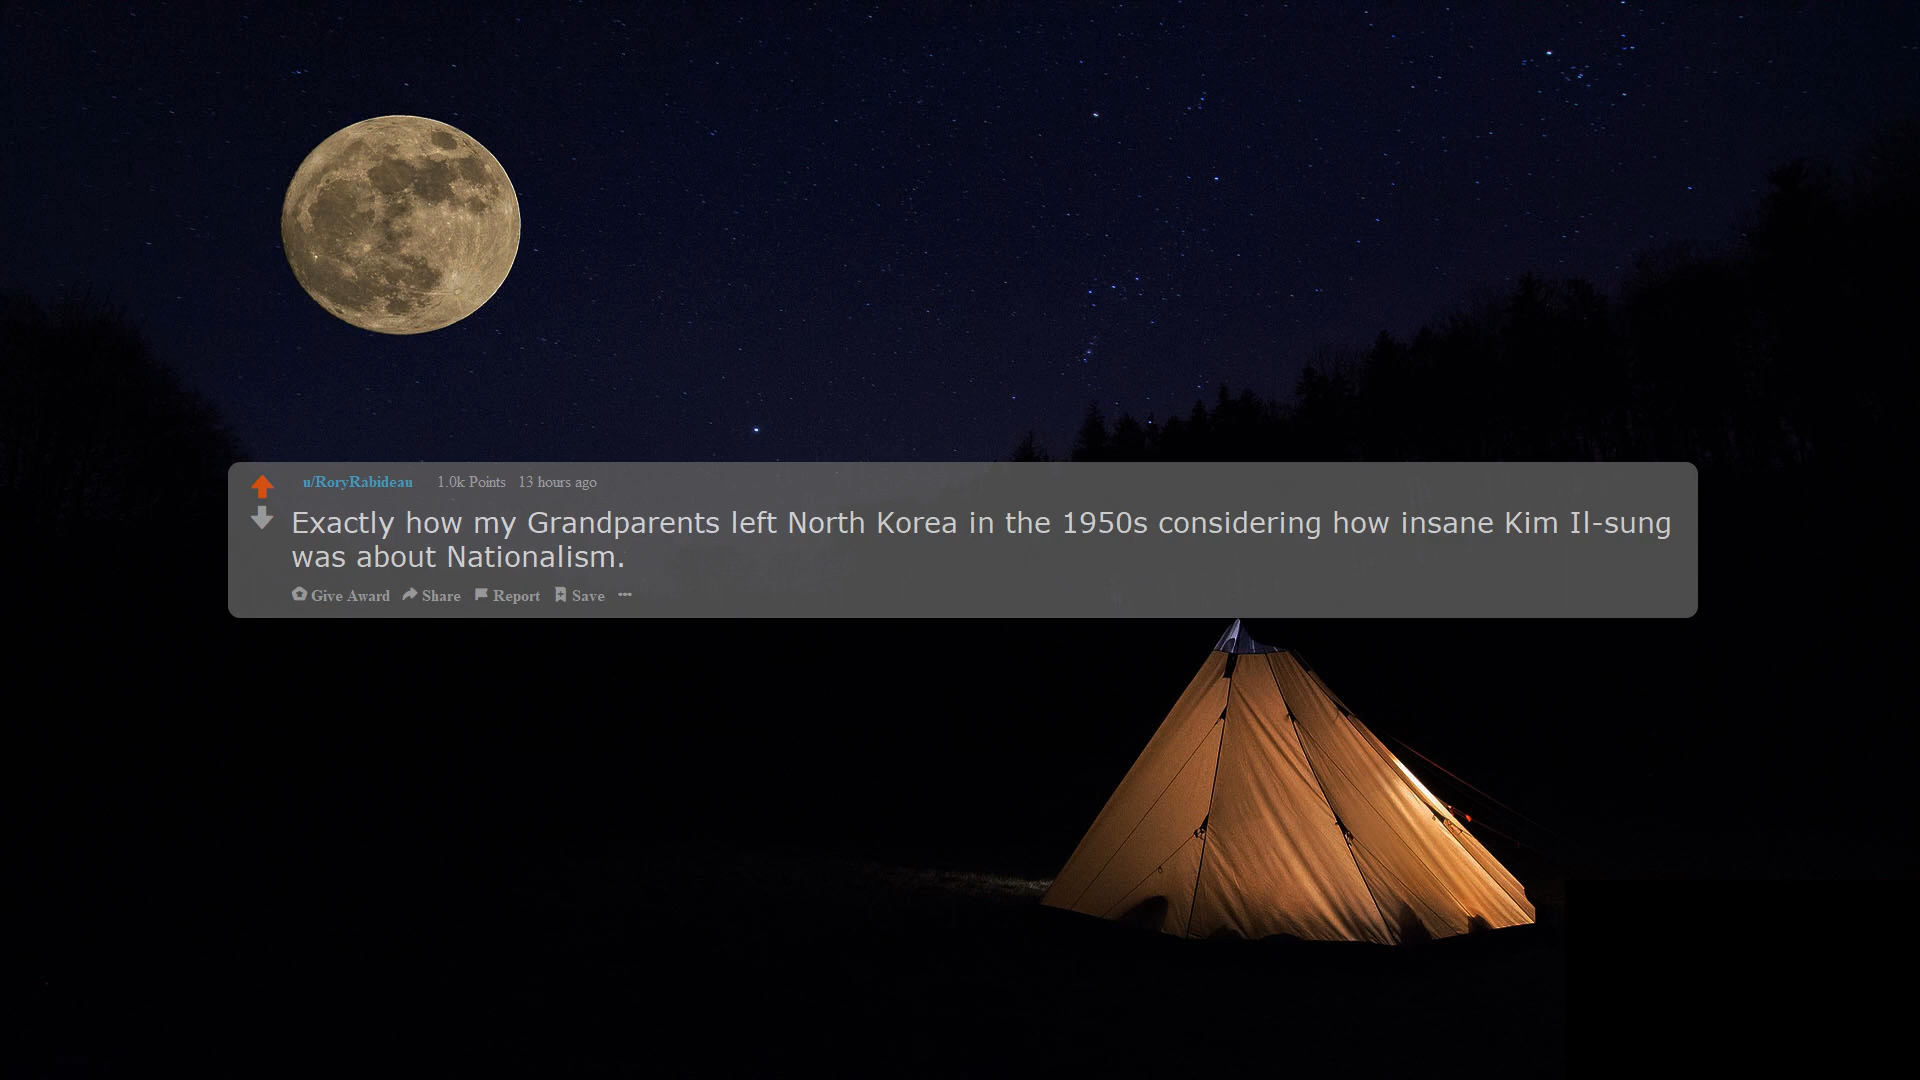 u/RoryRabideau 1.0k Points 13 hours ago
Exactly how my Grandparents left North Korea in the 1950s considering how insane Kim Il-sung
was about Nationalism.
Give Award Share Report Save ···